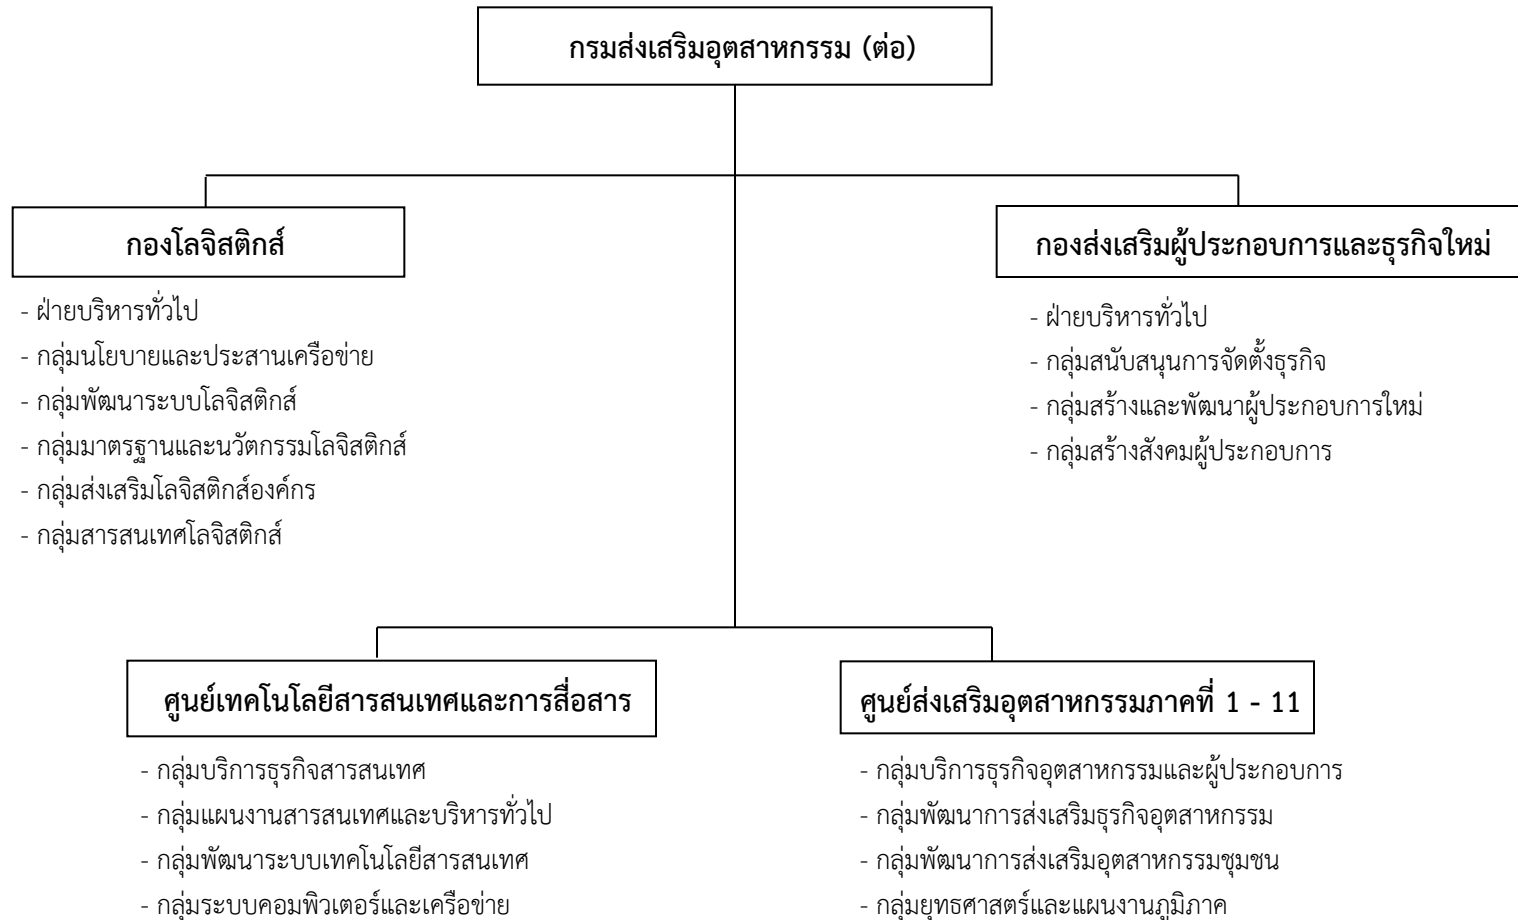 กรมส่งเสริมอุตสาหกรรม (ต่อ)
กองโลจิสติกส์
- ฝ่ายบริหารทั่วไป
- กลุ่มนโยบายและประสานเครือข่าย
- กลุ่มพัฒนาระบบโลจิสติกส์
- กลุ่มมาตรฐานและนวัตกรรมโลจิสติกส์
- กลุ่มส่งเสริมโลจิสติกส์องค์กร
- กลุ่มสารสนเทศโลจิสติกส์
กองส่งเสริมผู้ประกอบการและธุรกิจใหม่
- ฝ่ายบริหารทั่วไป
- กลุ่มสนับสนุนการจัดตั้งธุรกิจ
- กลุ่มสร้างและพัฒนาผู้ประกอบการใหม่
- กลุ่มสร้างสังคมผู้ประกอบการ
ศูนย์เทคโนโลยีสารสนเทศและการสื่อสาร
- กลุ่มบริการธุรกิจสารสนเทศ
- กลุ่มแผนงานสารสนเทศและบริหารทั่วไป
- กลุ่มพัฒนาระบบเทคโนโลยีสารสนเทศ
- กลุ่มระบบคอมพิวเตอร์และเครือข่าย
ศูนย์ส่งเสริมอุตสาหกรรมภาคที่ 1 - 11
- กลุ่มบริการธุรกิจอุตสาหกรรมและผู้ประกอบการ
- กลุ่มพัฒนาการส่งเสริมธุรกิจอุตสาหกรรม
- กลุ่มพัฒนาการส่งเสริมอุตสาหกรรมชุมชน
- กลุ่มยุทธศาสตร์และแผนงานภูมิภาค